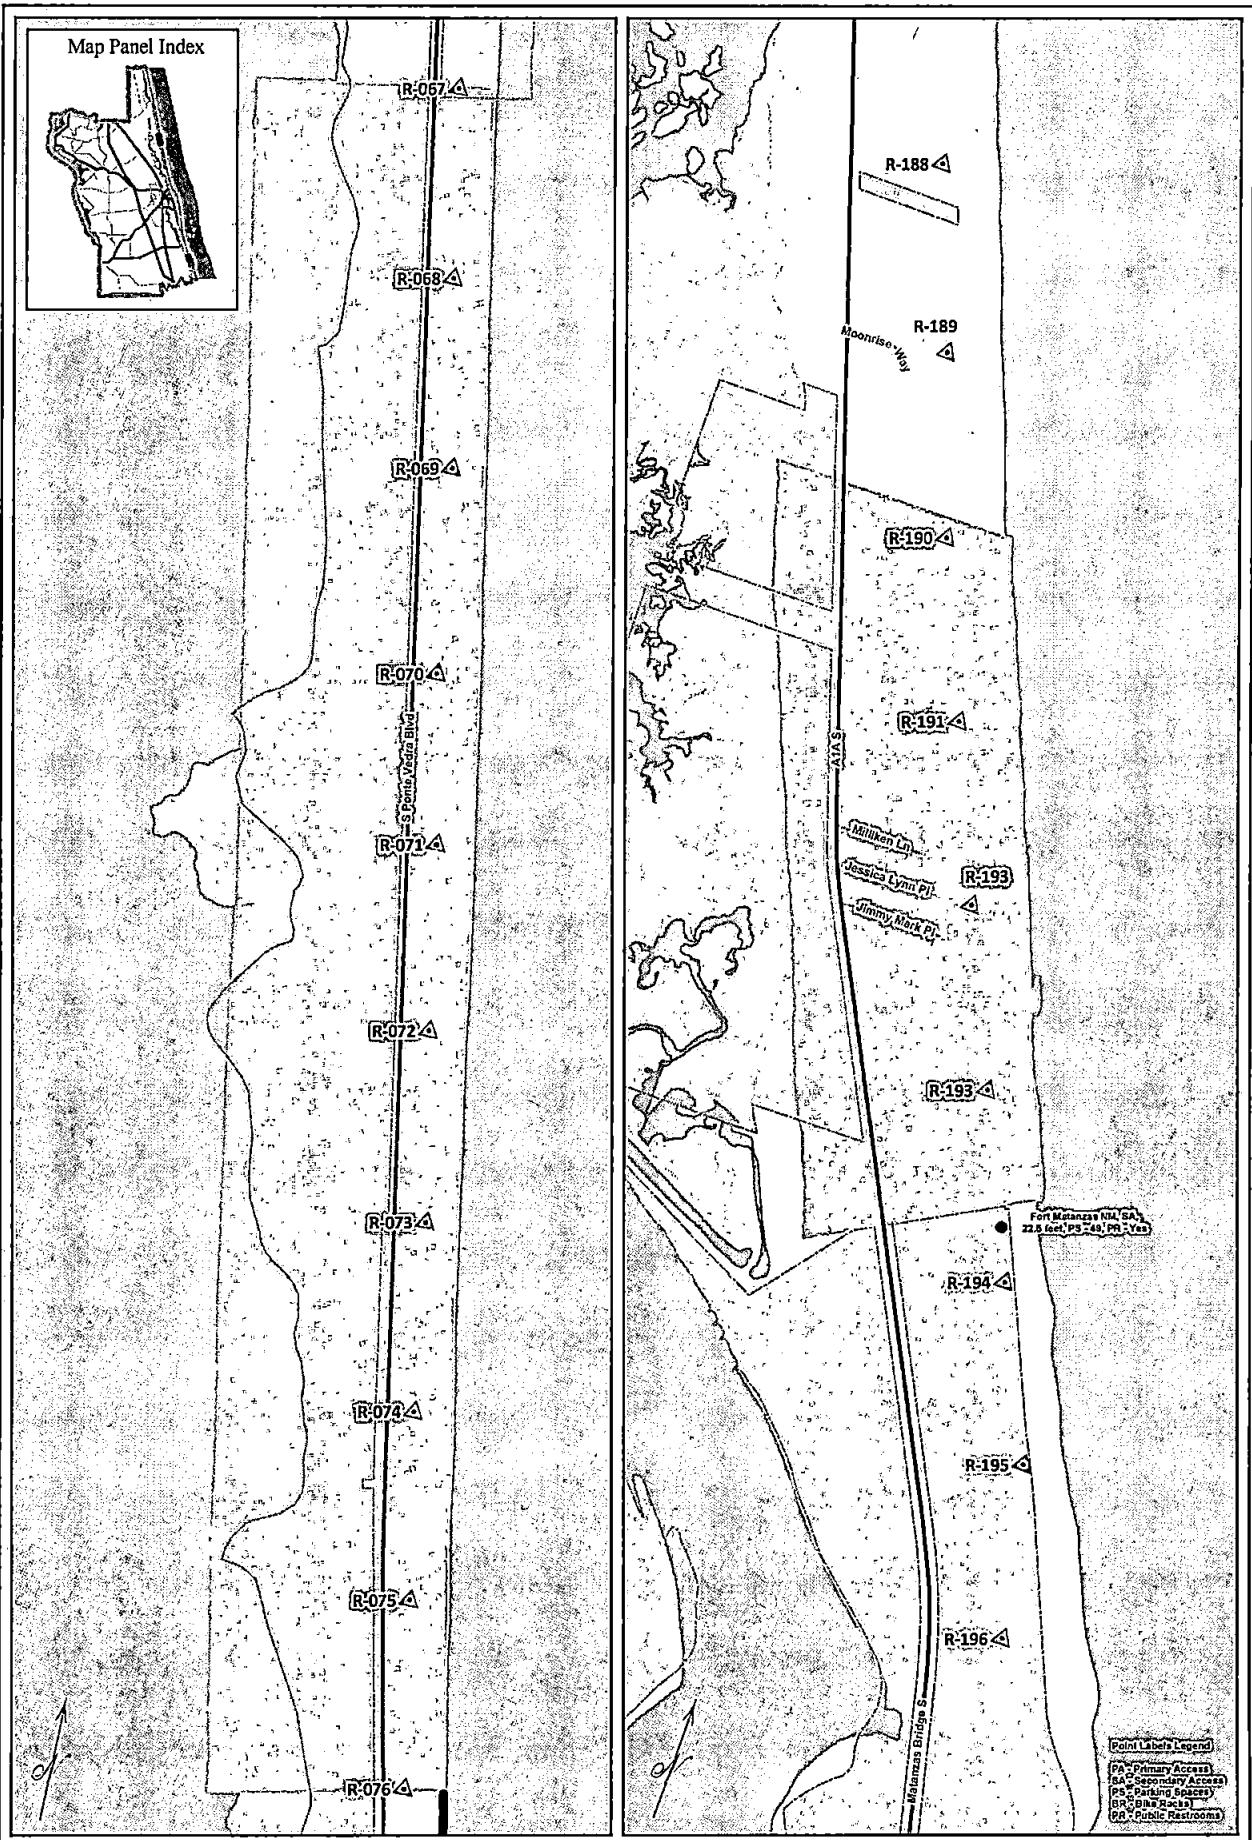 Map Panel Index
R-067
R-068
R-069
R-070
S Ponte Vedra Blvd
R-071
R-072
R-073
R-074
R-075
R-076
R-188
R-189
Moonrise Way
R-190
R-191
A1A S
Milliken Ln
Jessica Lynn Pl
R-193
Jimmy Mark Pl
R-193
Fort Matanzas NM, SA,
22.5 feet, PS - 49, PR - Yes
R-194
R-195
R-196
Matanzas Bridge S
Point Labels Legend
PA - Primary Access
SA - Secondary Access
PS - Parking Spaces
BR - Bike Racks
PR - Public Restrooms